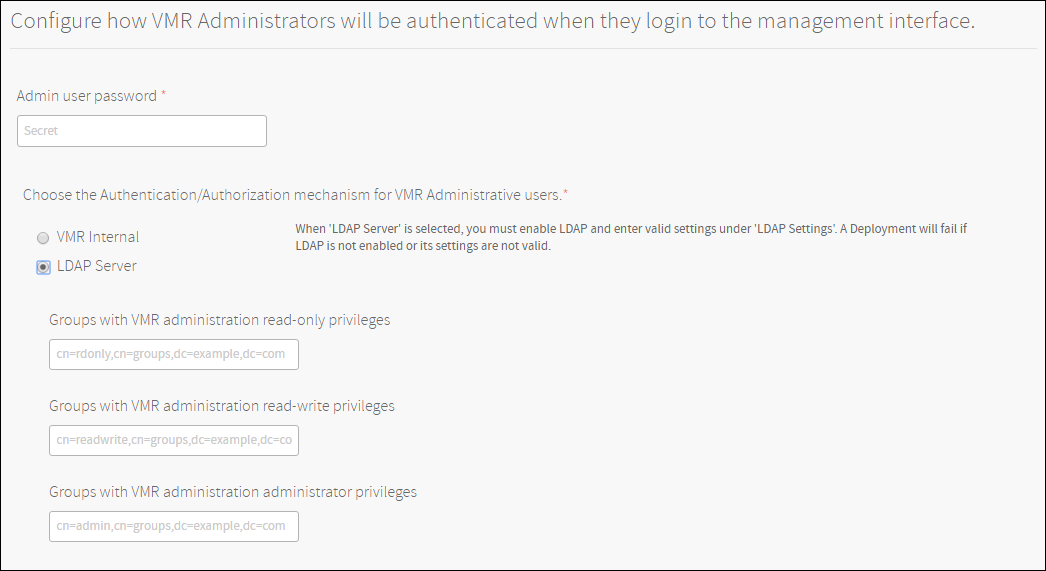 Configure how VMR Administrators will be authenticated when they login to the management interface.
Admin user password *
Secret
Choose the Authentication/Authorization mechanism for VMR Administrative users.*
VMR Internal
When 'LDAP Server' is selected, you must enable LDAP and enter valid settings under 'LDAP Settings'. A Deployment will fail if
LDAP is not enabled or its settings are not valid.
LDAP Server
Groups with VMR administration read-only privileges
cn=rdonly,cn=groups,dc=example,dc=com
Groups with VMR administration read-write privileges
cn=readwrite,cn=groups,dc=example,dc=co
Groups with VMR administration administrator privileges
cn=admin,cn=groups,dc=example,dc=com